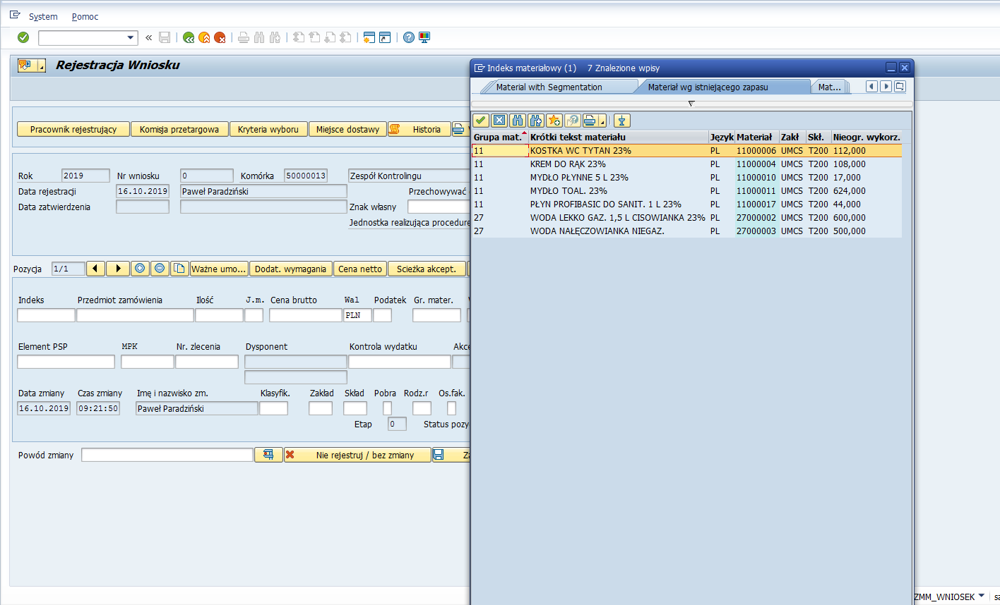 System Pomoc
«
Rejestracja Wniosku
Pracownik rejestrujący Komisja przetargowa Kryteria wyboru Miejsce dostawy Historia
Rok 2019 Nr wniosku 0 Komórka 50000013 Zespół Kontrolingu
Data rejestracji 16.10.2019 Paweł Paradziński Przechowywać
Data zatwierdzenia Znak własny
Jednostka realizująca procedure
Pozycja 1/1 Ważne umo... Dodat. wymagania Cena netto Scieżka akcept.
Indeks Przedmiot zamówienia Ilość J.m. Cena brutto Wal Podatek Gr. mater.
PLN
Element PSP MPK Nr. zlecenia Dysponent Kontrola wydatku Akce
Data zmiany Czas zmiany Imę i nazwisko zm. Klasyfik. Zakład Skład Pobra Rodz.r Os.fak.
16.10.2019 09:21:50 Paweł Paradziński
Etap 0 Status pozy
Powód zmiany Nie rejestruj / bez zmiany Za
Indeks materiałowy (1) 7 Znalezione wpisy
Material with Segmentation Materiał wg istniejącego zapasu Mat...
Grupa mat. Krótki tekst materiału Język Materiał Zakł Skł. Nieogr. wykorz.
11 KOSTKA WC TYTAN 23% PL 11000006 UMCS T200 112,000
11 KREM DO RĄK 23% PL 11000004 UMCS T200 108,000
11 MYDŁO PŁYNNE 5 L 23% PL 11000010 UMCS T200 17,000
11 MYDŁO TOAL. 23% PL 11000011 UMCS T200 624,000
11 PŁYN PROFIBASIC DO SANIT. 1 L 23% PL 11000017 UMCS T200 44,000
27 WODA LEKKO GAZ. 1,5 L CISOWIANKA 23% PL 27000002 UMCS T200 600,000
27 WODA NAŁĘCZOWIANKA NIEGAZ. PL 27000003 UMCS T200 500,000
ZMM_WNIOSEK sa